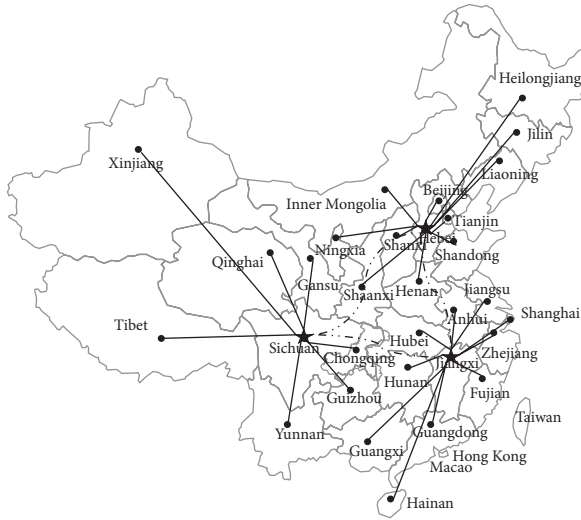 Heilongjiang
Jilin
Xinjiang
Liaoning
Beijing
Inner Mongolia
Tianjin
Shanxi
Hebei
Ningxia
Shandong
Qinghai
Gansu
Shaanxi
Henan
Jiangsu
Shanghai
Anhui
Tibet
Hubei
Sichuan
Chongqing
Zhejiang
Jiangxi
Hunan
Guizhou
Fujian
Taiwan
Yunnan
Guangdong
Guangxi
Hong Kong
Macao
Hainan